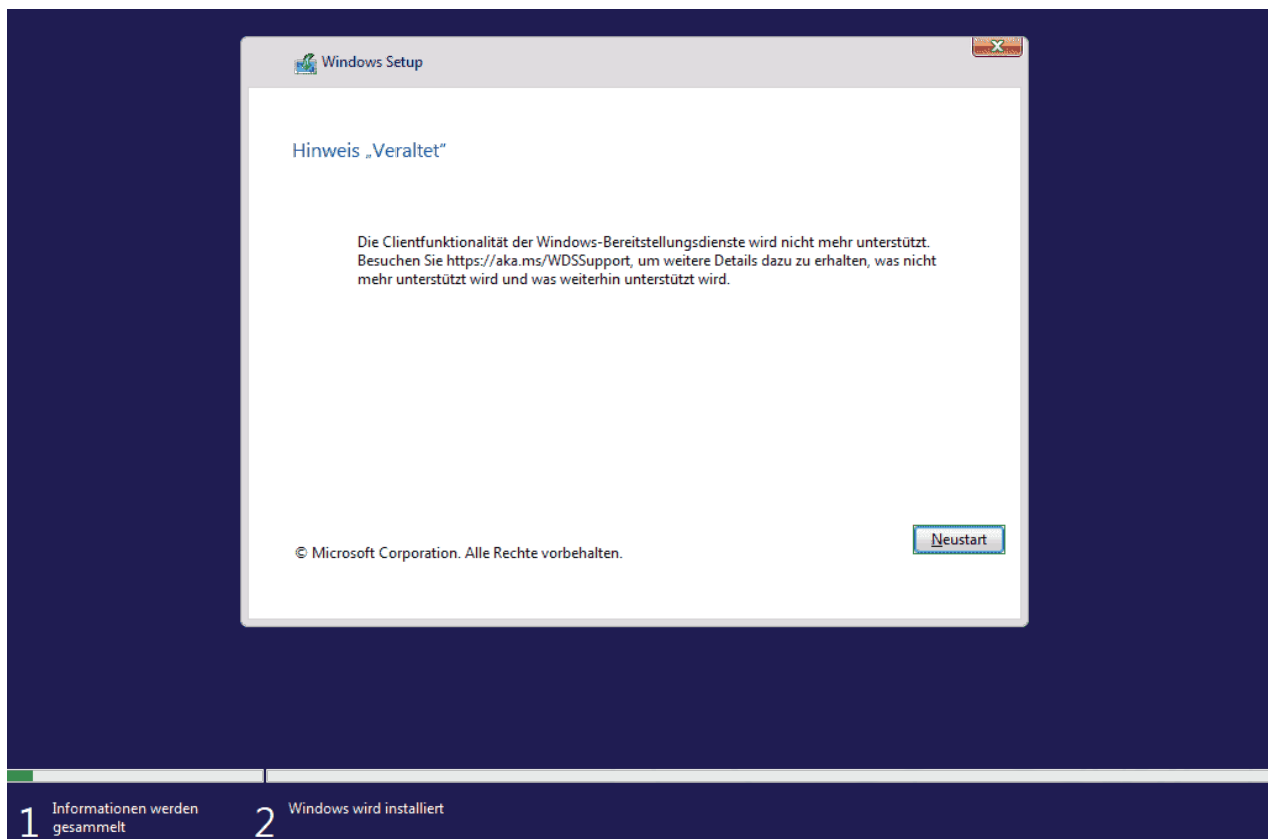 Windows Setup
Hinweis „Veraltet“
Die Clientfunktionalität der Windows-Bereitstellungsdienste wird nicht mehr unterstützt.
Besuchen Sie https://aka.ms/WDSSupport, um weitere Details dazu zu erhalten, was nicht
mehr unterstützt wird und was weiterhin unterstützt wird.
Neustart
© Microsoft Corporation. Alle Rechte vorbehalten.
1 Informationen werden
gesammelt
2 Windows wird installiert